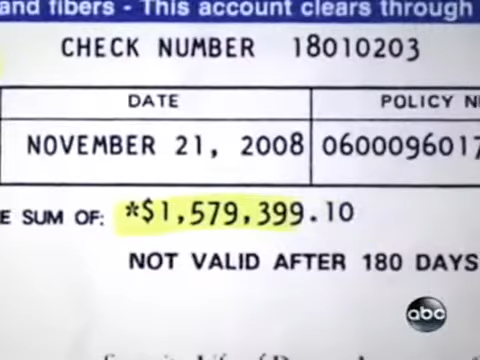 and fibers - This account clears through
CHECK NUMBER 18010203
DATE POLICY N
NOVEMBER 21, 2008 0600096017
E SUM OF: *$1,579,399.10
NOT VALID AFTER 180 DAYS
abc